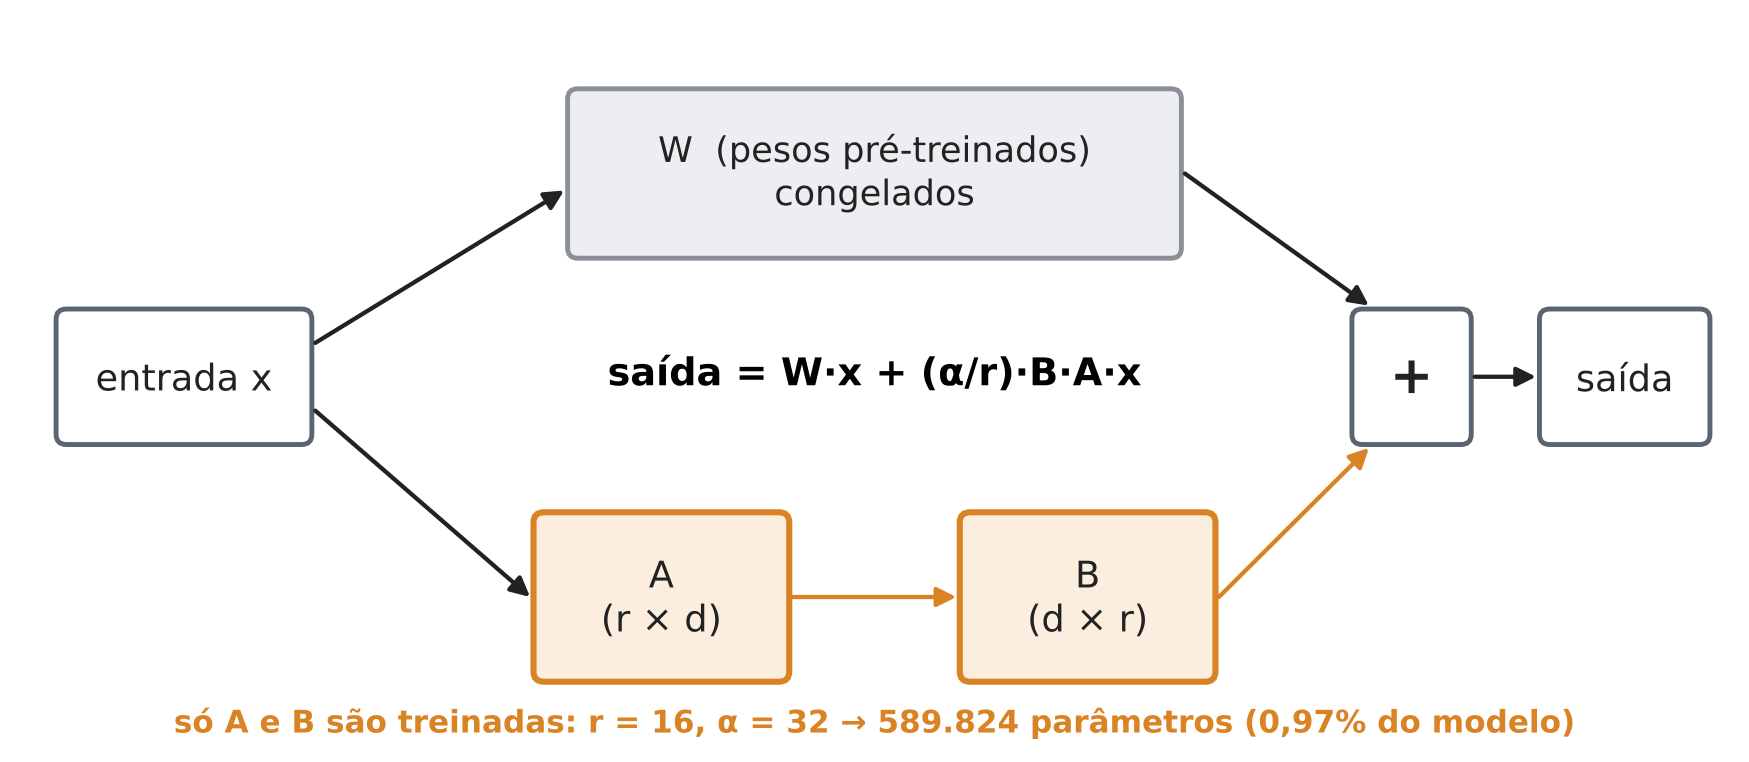 W (pesos pré-treinados)
congelados
entrada x
saída = W·x + (α/r)·B·A·x
+
saída
A
(r × d)
B
(d × r)
só A e B são treinadas: r = 16, α = 32 → 589.824 parâmetros (0,97% do modelo)